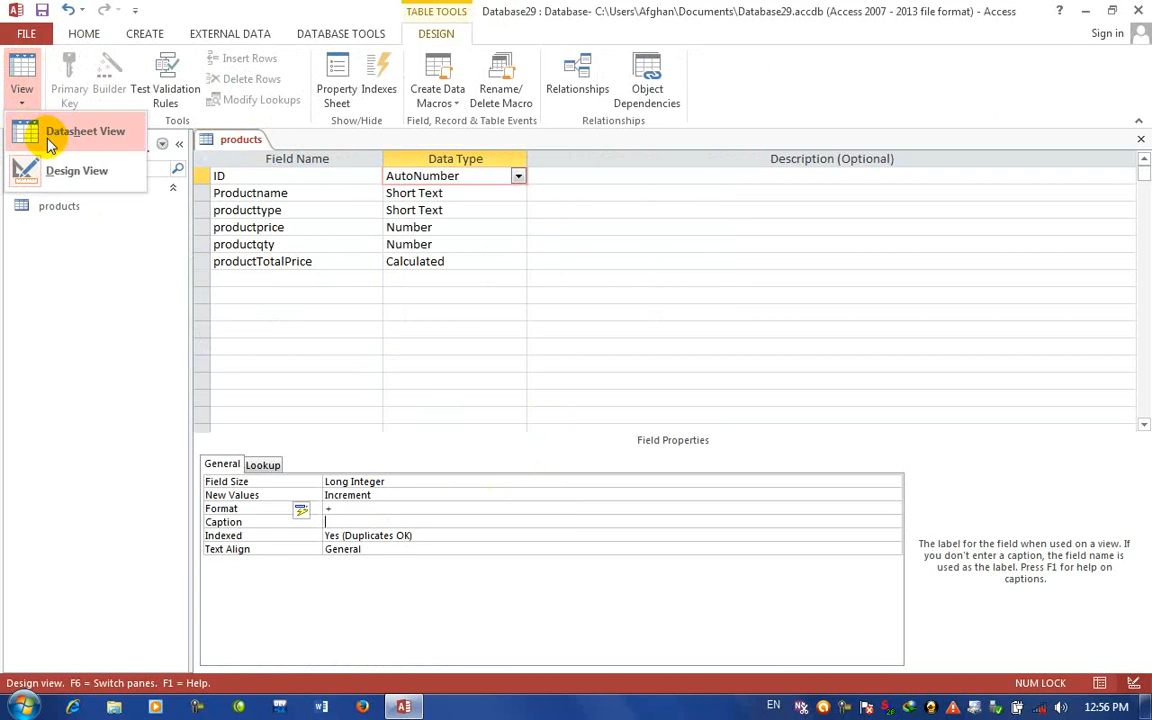 TABLE TOOLS
Database29 : Database- C:\Users\Afghan\Documents\Database29.accdb (Access 2007 - 2013 file format) - Access
FILE
HOME
CREATE
EXTERNAL DATA
DATABASE TOOLS
DESIGN
Sign in
View
Primary
Key
Builder
Test Validation
Rules
Insert Rows
Delete Rows
Modify Lookups
Property
Sheet
Indexes
Create Data
Macros
Rename/
Delete Macro
Relationships
Object
Dependencies
Tools
Show/Hide
Field, Record & Table Events
Relationships
Datasheet View
Design View
products
products
Field Name
Data Type
Description (Optional)
ID
AutoNumber
Productname
Short Text
producttype
Short Text
productprice
Number
productqty
Number
productTotalPrice
Calculated
Field Properties
General
Lookup
Field Size
Long Integer
New Values
Increment
Format
+
Caption
Indexed
Yes (Duplicates OK)
Text Align
General
The label for the field when used on a view. If
you don't enter a caption, the field name is
used as the label. Press F1 for help on
captions.
Design view. F6 = Switch panes. F1 = Help.
NUM LOCK
EN
12:56 PM